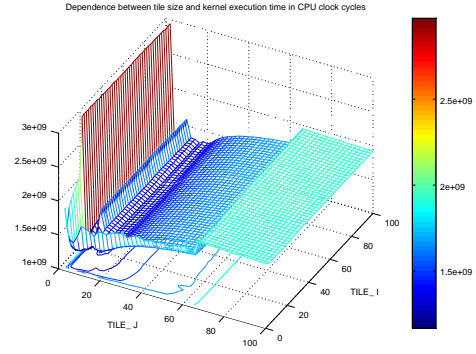 Dependence between tile size and kernel execution time in CPU clock cycles
3e+09
2.5e+09
2e+09
1.5e+09
1e+09
0
20
40
60
80
100
TILE_ J
0
20
40
60
80
100
TILE_ I
2.5e+09
2e+09
1.5e+09